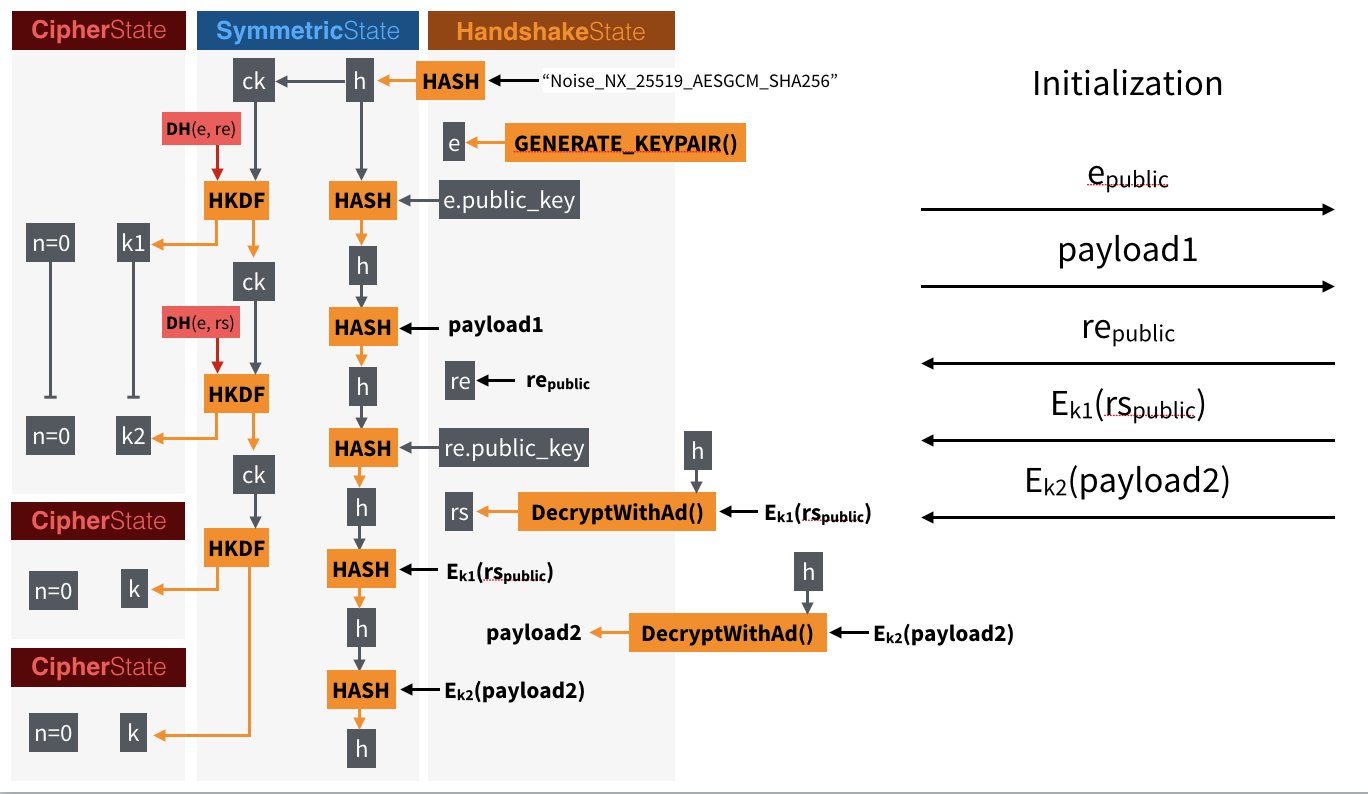 CipherState
SymmetricState
HandshakeState
ck
h
HASH
“Noise_NX_25519_AESGCM_SHA256”
Initialization
DH(e, re)
e
GENERATE_KEYPAIR()
epublic
HKDF
HASH
e.public_key
n=0
k1
h
payload1
ck
DH(e, rs)
HASH
payload1
republic
h
re
republic
HKDF
Ek1(rspublic)
n=0
k2
HASH
re.public_key
h
ck
Ek2(payload2)
h
rs
DecryptWithAd()
Ek1(rspublic)
CipherState
HKDF
HASH
Ek1(rspublic)
h
n=0
k
h
payload2
DecryptWithAd()
Ek2(payload2)
CipherState
HASH
Ek2(payload2)
n=0
k
h